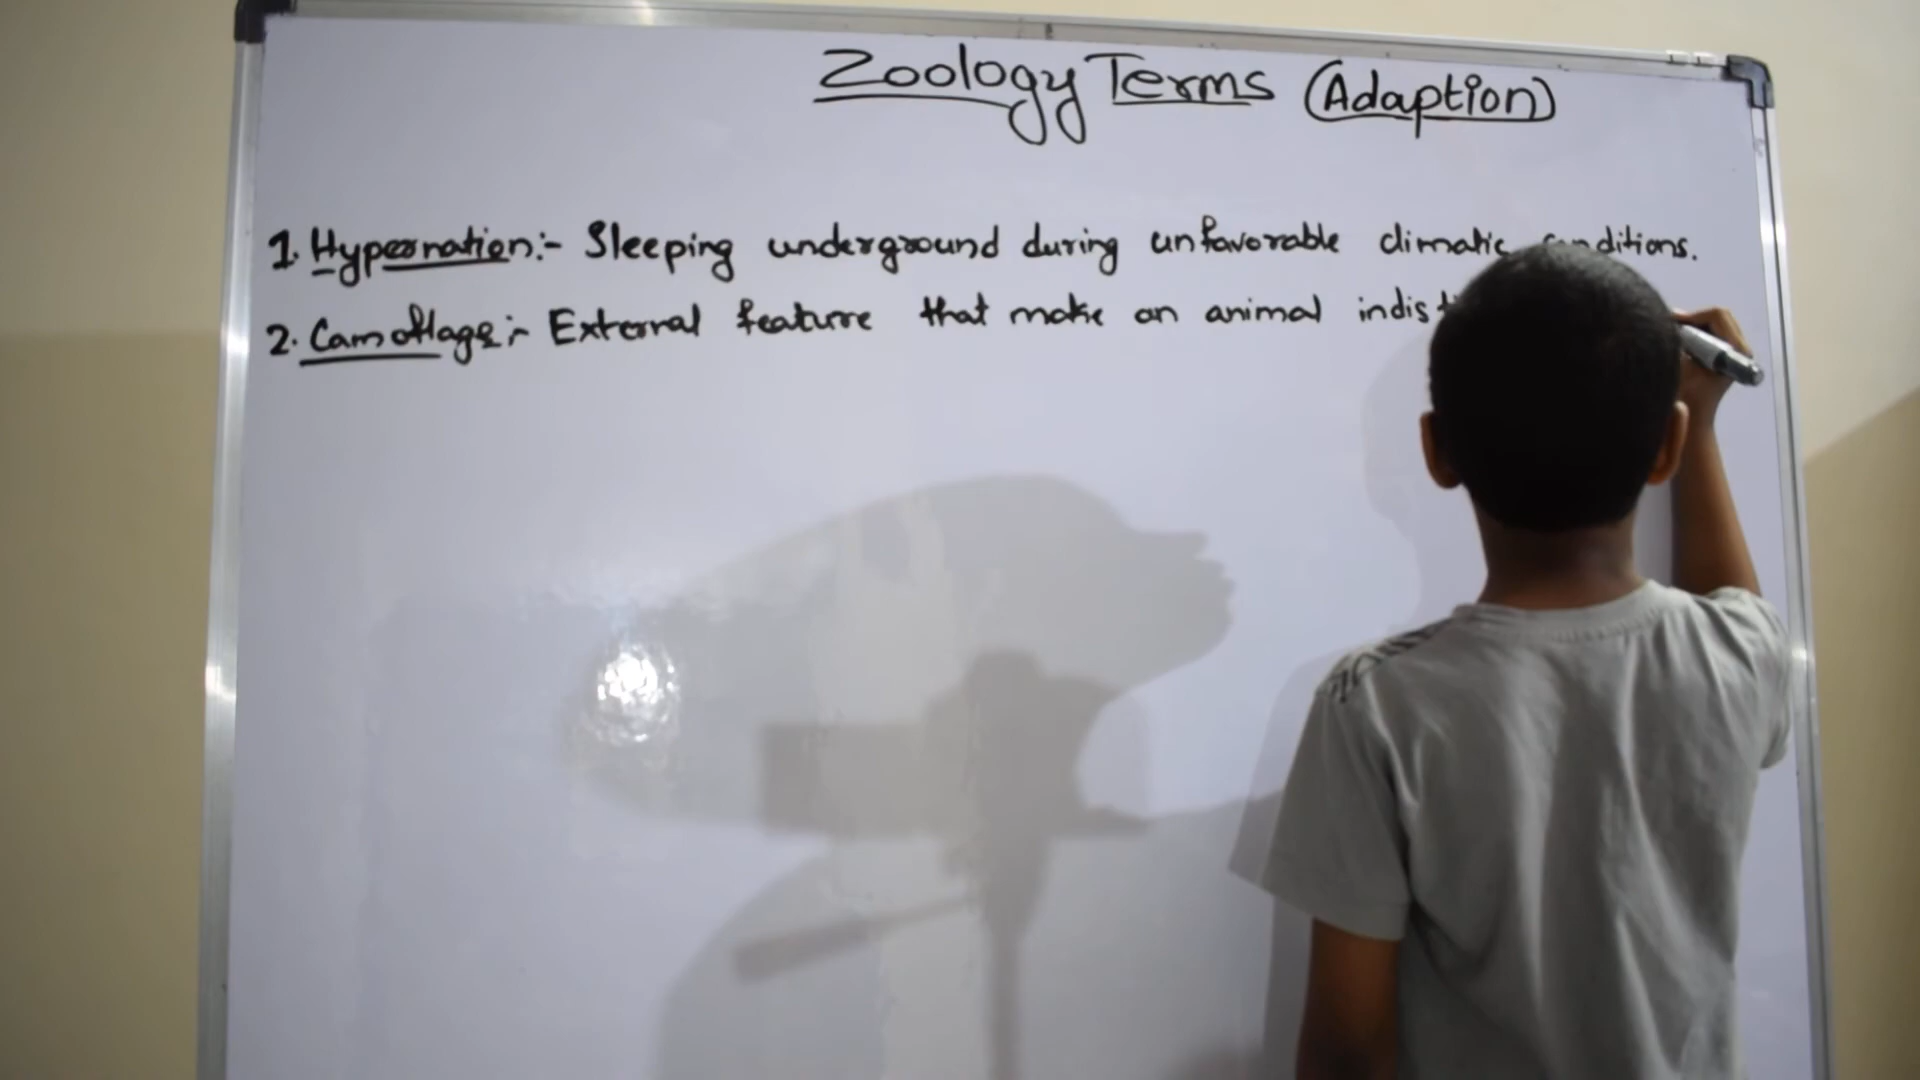 Zoology Terms (Adaption)
1. Hypernation:- Sleeping underground during unfavorable climatic conditions.
2. Camoflage:- External feature that make an animal